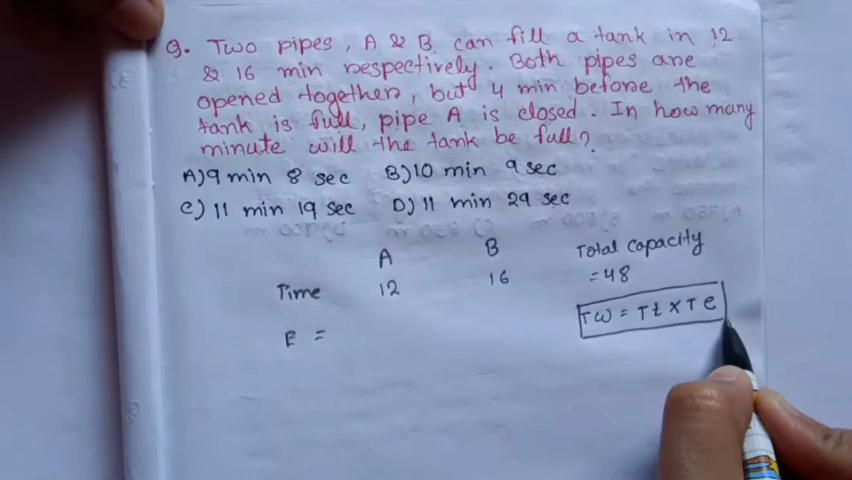 Q. Two pipes, A & B can fill a tank in 12
& 16 min respectively. Both pipes are
opened together, but 4 min before the
tank is full, pipe A is closed. In how many
minute will the tank be full?
A) 9 min 8 sec B) 10 min 9 sec
C) 11 min 19 sec D) 11 min 29 sec
A B Total capacity
Time 12 16 = 48
E = TW = Tt x Te